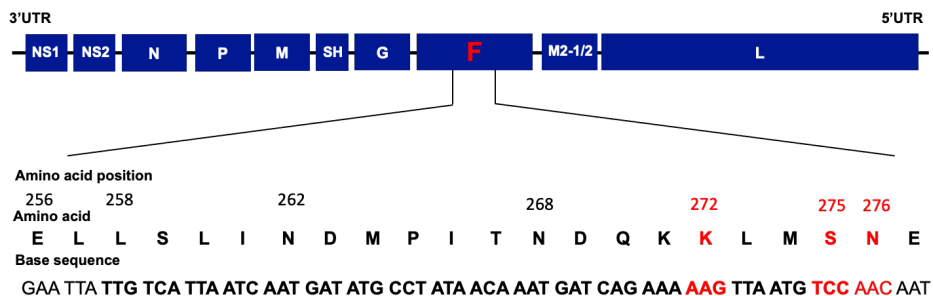 3'UTR 5'UTR
NS1 NS2 N P M SH G F M2-1/2 L
Amino acid position
256 258 262 268 272 275 276
Amino acid
E L L S L I N D M P I T N D Q K K L M S N E
Base sequence
GAA TTA TTG TCA TTA ATC AAT GAT ATG CCT ATA ACA AAT GAT CAG AAA AAG TTA ATG TCC AAC AAT